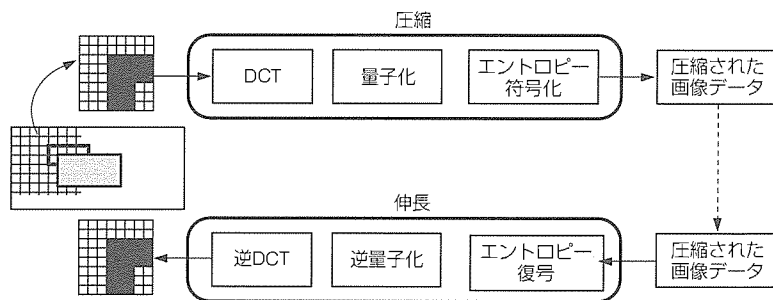 圧縮
DCT
量子化
エントロピー
符号化
圧縮された
画像データ
伸長
逆DCT
逆量子化
エントロピー
復号
圧縮された
画像データ